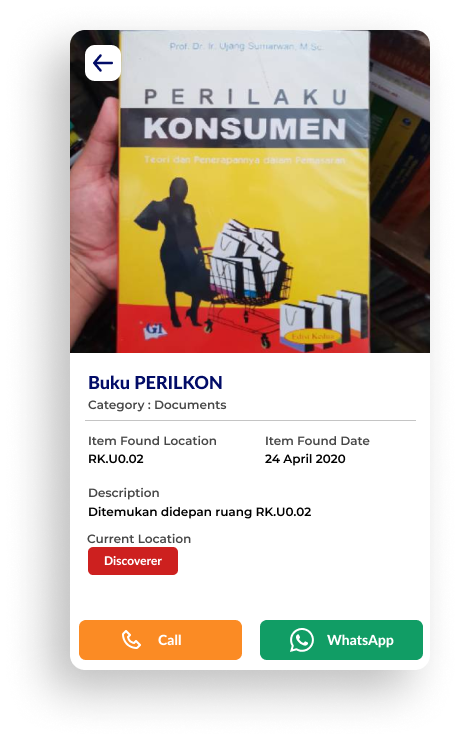 Prof. Dr. Ir. Ujang Sumarwan, M.Sc.
PERILAKU
KONSUMEN
Teori dan Penerapannya dalam Pemasaran
GI
Edisi Kedua
Buku PERILKON
Category : Documents
Item Found Location
Item Found Date
RK.U0.02
24 April 2020
Description
Ditemukan didepan ruang RK.U0.02
Current Location
Discoverer
Call
WhatsApp